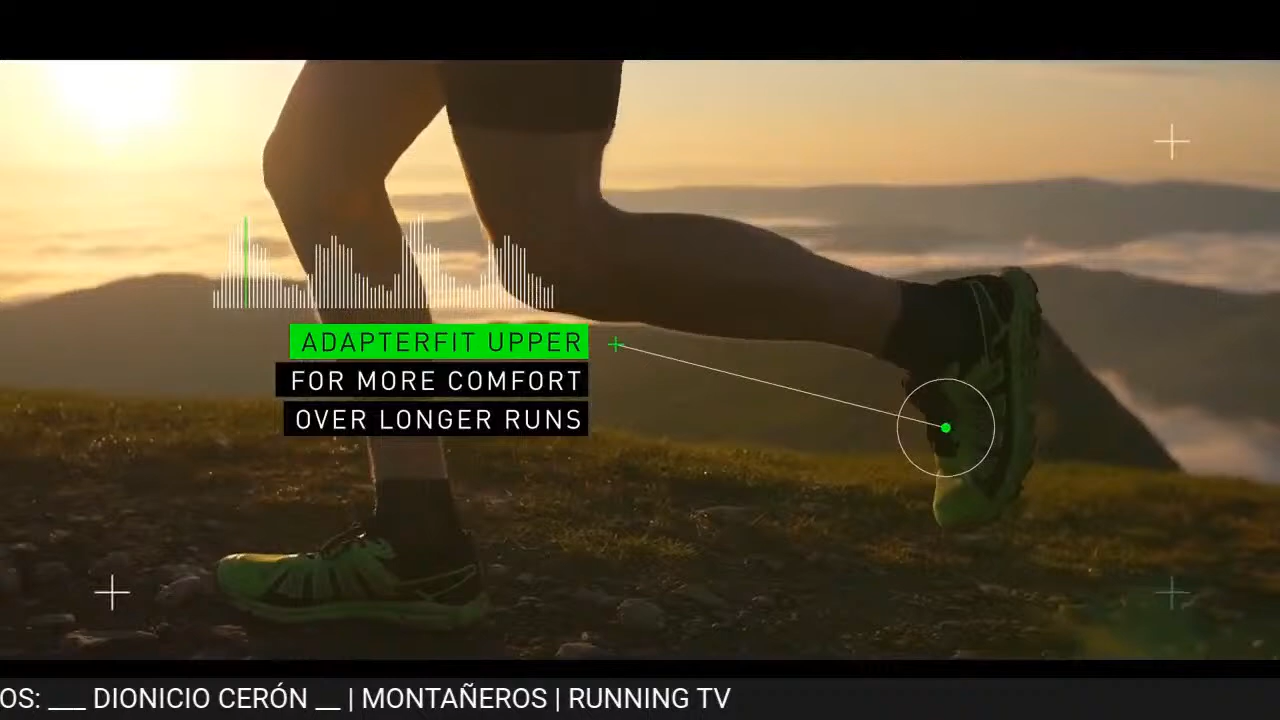 ADAPTERFIT UPPER
FOR MORE COMFORT
OVER LONGER RUNS
OS: ___ DIONICIO CERÓN __ | MONTAÑEROS | RUNNING TV